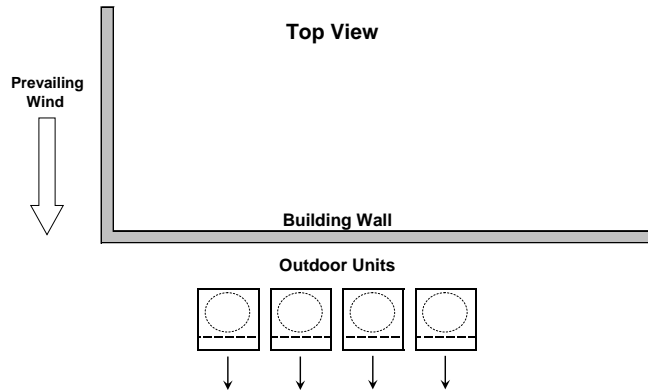 Top View
Prevailing
Wind
Building Wall
Outdoor Units